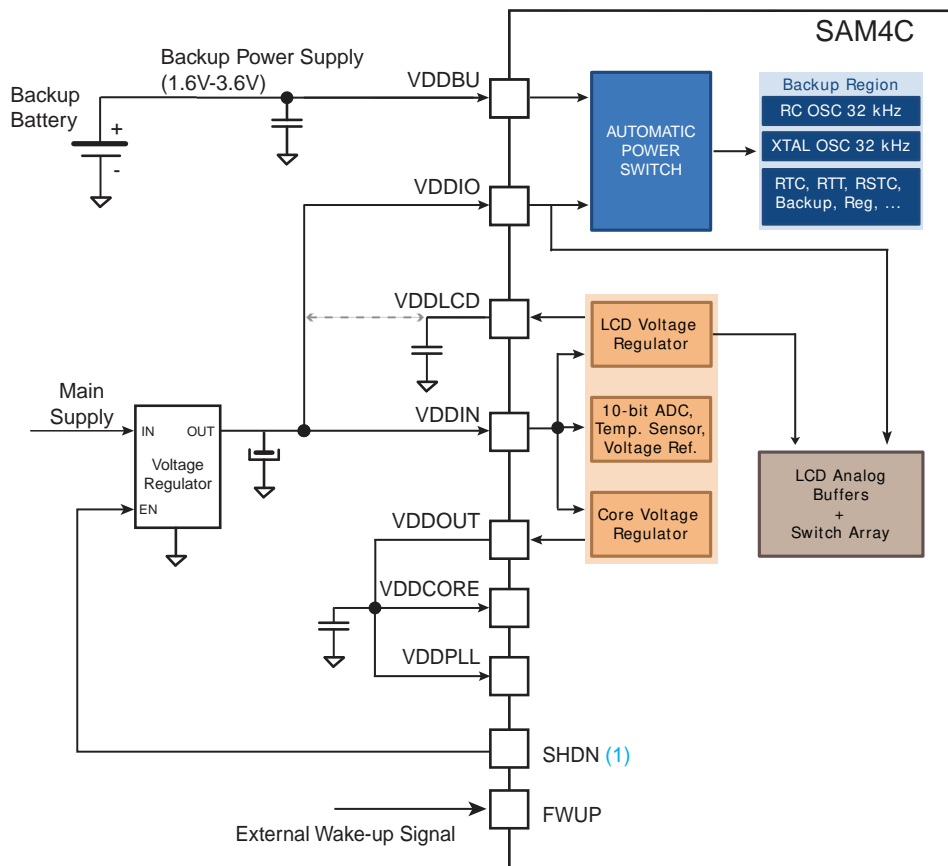 SAM4C
Backup Power Supply
(1.6V-3.6V)
VDDBU
Backup
Battery
+
-
AUTOMATIC
POWER
SWITCH
Backup Region
RC OSC 32 kHz
XTAL OSC 32 kHz
RTC, RTT, RSTC,
Backup, Reg, ...
VDDIO
VDDLCD
LCD Voltage
Regulator
Main
Supply
IN
OUT
Voltage
Regulator
EN
VDDIN
10-bit ADC,
Temp. Sensor,
Voltage Ref.
LCD Analog
Buffers
+
Switch Array
VDDOUT
Core Voltage
Regulator
VDDCORE
VDDPLL
SHDN (1)
FWUP
External Wake-up Signal